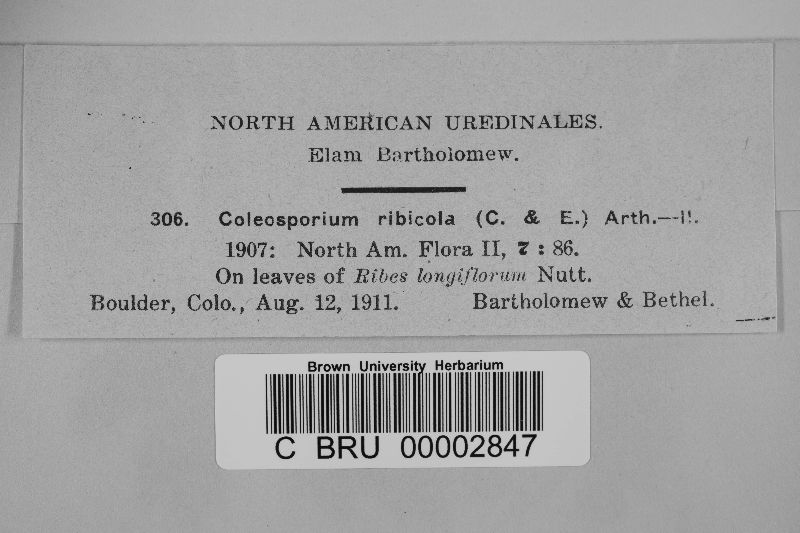 NORTH AMERICAN UREDINALES.
Elam Bartholomew.
306. Coleosporium ribicola (C. & E.) Arth.—II.
1907: North Am. Flora II, 7 : 86.
On leaves of Ribes longiflorum Nutt.
Boulder, Colo., Aug. 12, 1911. Bartholomew & Bethel.
Brown University Herbarium
C BRU 00002847